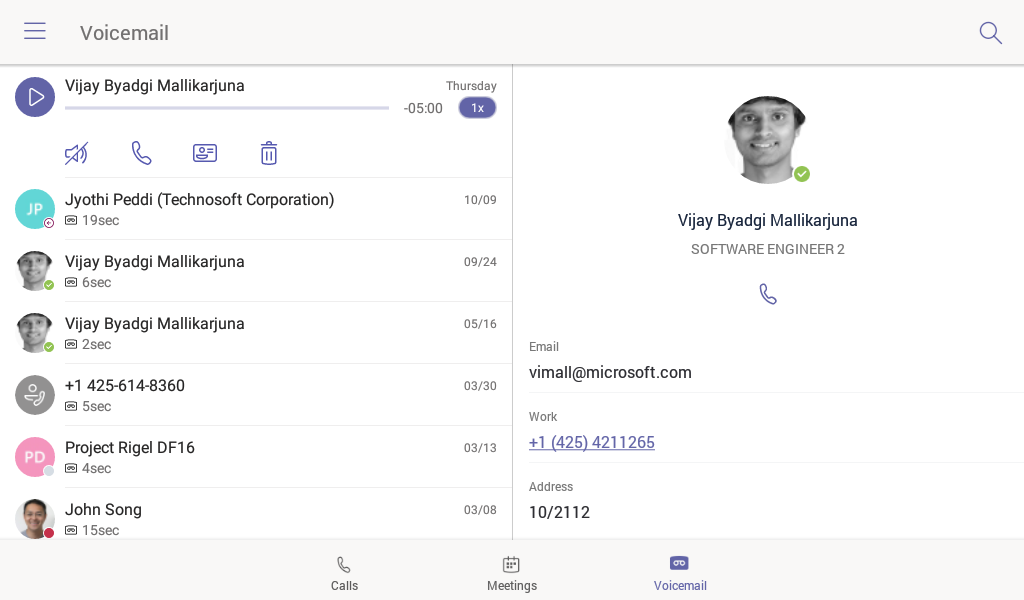 Voicemail
Vijay Byadgi Mallikarjuna
Thursday
-05:00
1x
JP
Jyothi Peddi (Technosoft Corporation)
10/09
19sec
Vijay Byadgi Mallikarjuna
09/24
6sec
Vijay Byadgi Mallikarjuna
05/16
2sec
+1 425-614-8360
03/30
5sec
PD
Project Rigel DF16
03/13
4sec
John Song
03/08
15sec
Vijay Byadgi Mallikarjuna
SOFTWARE ENGINEER 2
Email
vimall@microsoft.com
Work
+1 (425) 4211265
Address
10/2112
Calls
Meetings
Voicemail